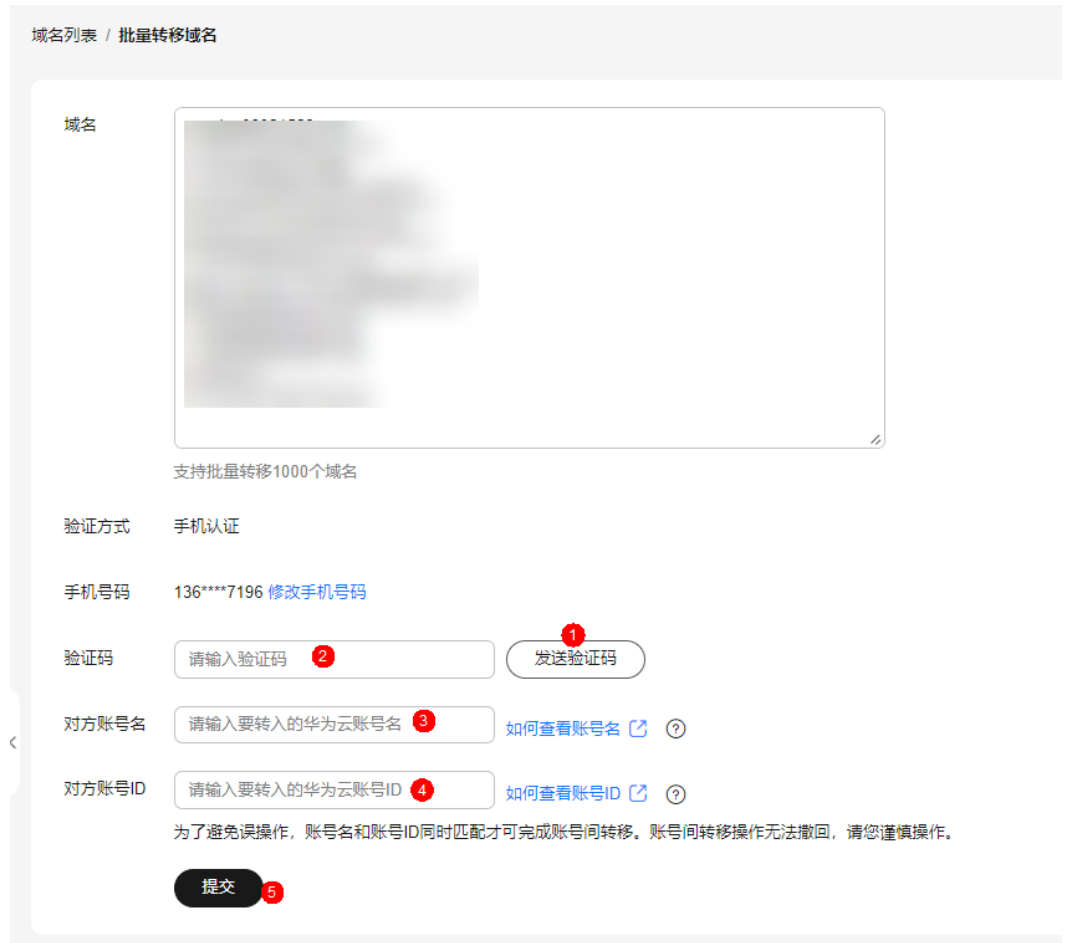 域名列表 / 批量转移域名
域名
支持批量转移1000个域名
验证方式 手机认证
手机号码 136****7196 修改手机号码
1
验证码 请输入验证码 2 发送验证码
对方账号名 请输入要转入的华为云账号名 3 如何查看账号名 ?
对方账号ID 请输入要转入的华为云账号ID 4 如何查看账号ID ?
为了避免误操作，账号名和账号ID同时匹配才可完成账号间转移。账号间转移操作无法撤回，请您谨慎操作。
提交 5